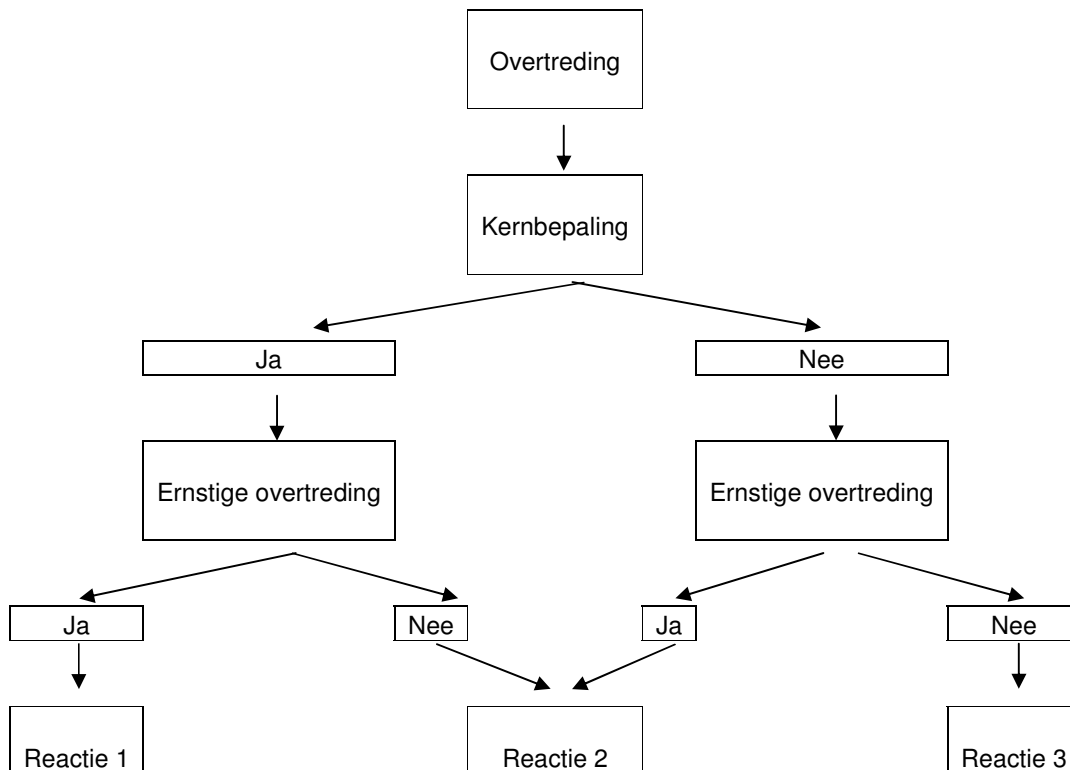 Overtreding
Kernbepaling
Ja
Nee
Ernstige overtreding
Ernstige overtreding
Ja
Nee
Ja
Nee
Reactie 1
Reactie 2
Reactie 3